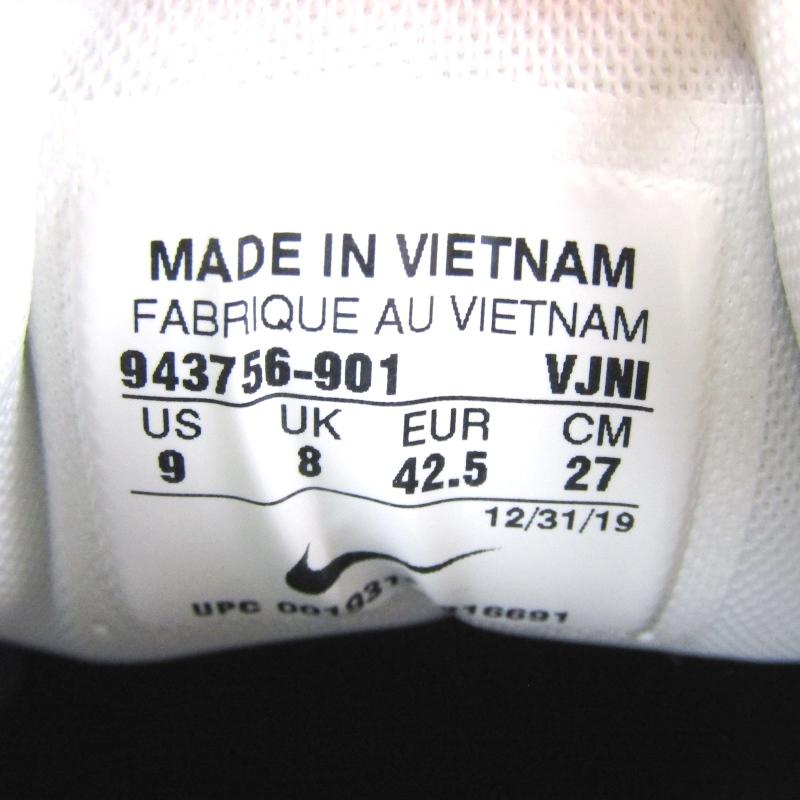 MADE IN VIETNAM
FABRIQUE AU VIETNAM
943756-901 VJNI
US UK EUR CM
9 8 42.5 27
12/31/19
UPC